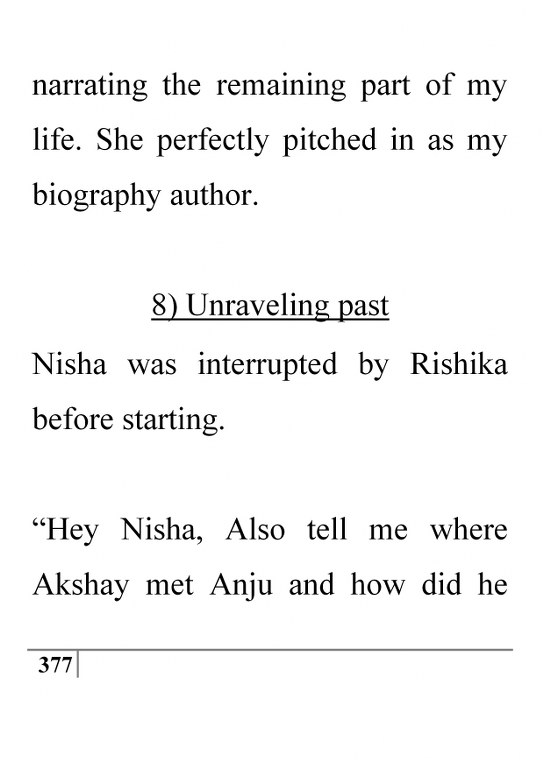 narrating the remaining part of my
life. She perfectly pitched in as my
biography author.
8) Unraveling past
Nisha was interrupted by Rishika
before starting.
“Hey Nisha, Also tell me where
Akshay met Anju and how did he
377